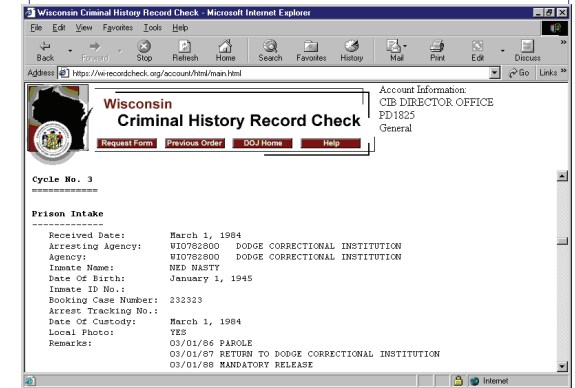 Wisconsin Criminal History Record Check - Microsoft Internet Explorer
File Edit View Favorites Tools Help
Back Forward Stop Refresh Home Search Favorites History Mail Print Edit Discuss »
Address https://wi-recordcheck.org/account/html/main.html Go Links »
Wisconsin
Criminal History Record Check
Request Form Previous Order DOJ Home Help
Account Information:
CIB DIRECTOR OFFICE
PD1825
General
Cycle No. 3
============
Prison Intake
-------------
Received Date: March 1, 1984
Arresting Agency: WI0782800 DODGE CORRECTIONAL INSTITUTION
Agency: WI0782800 DODGE CORRECTIONAL INSTITUTION
Inmate Name: NED NASTY
Date Of Birth: January 1, 1945
Inmate ID No.:
Booking Case Number: 232323
Arrest Tracking No.:
Date Of Custody: March 1, 1984
Local Photo: YES
Remarks: 03/01/86 PAROLE
03/01/87 RETURN TO DODGE CORRECTIONAL INSTITUTION
03/01/88 MANDATORY RELEASE
Internet